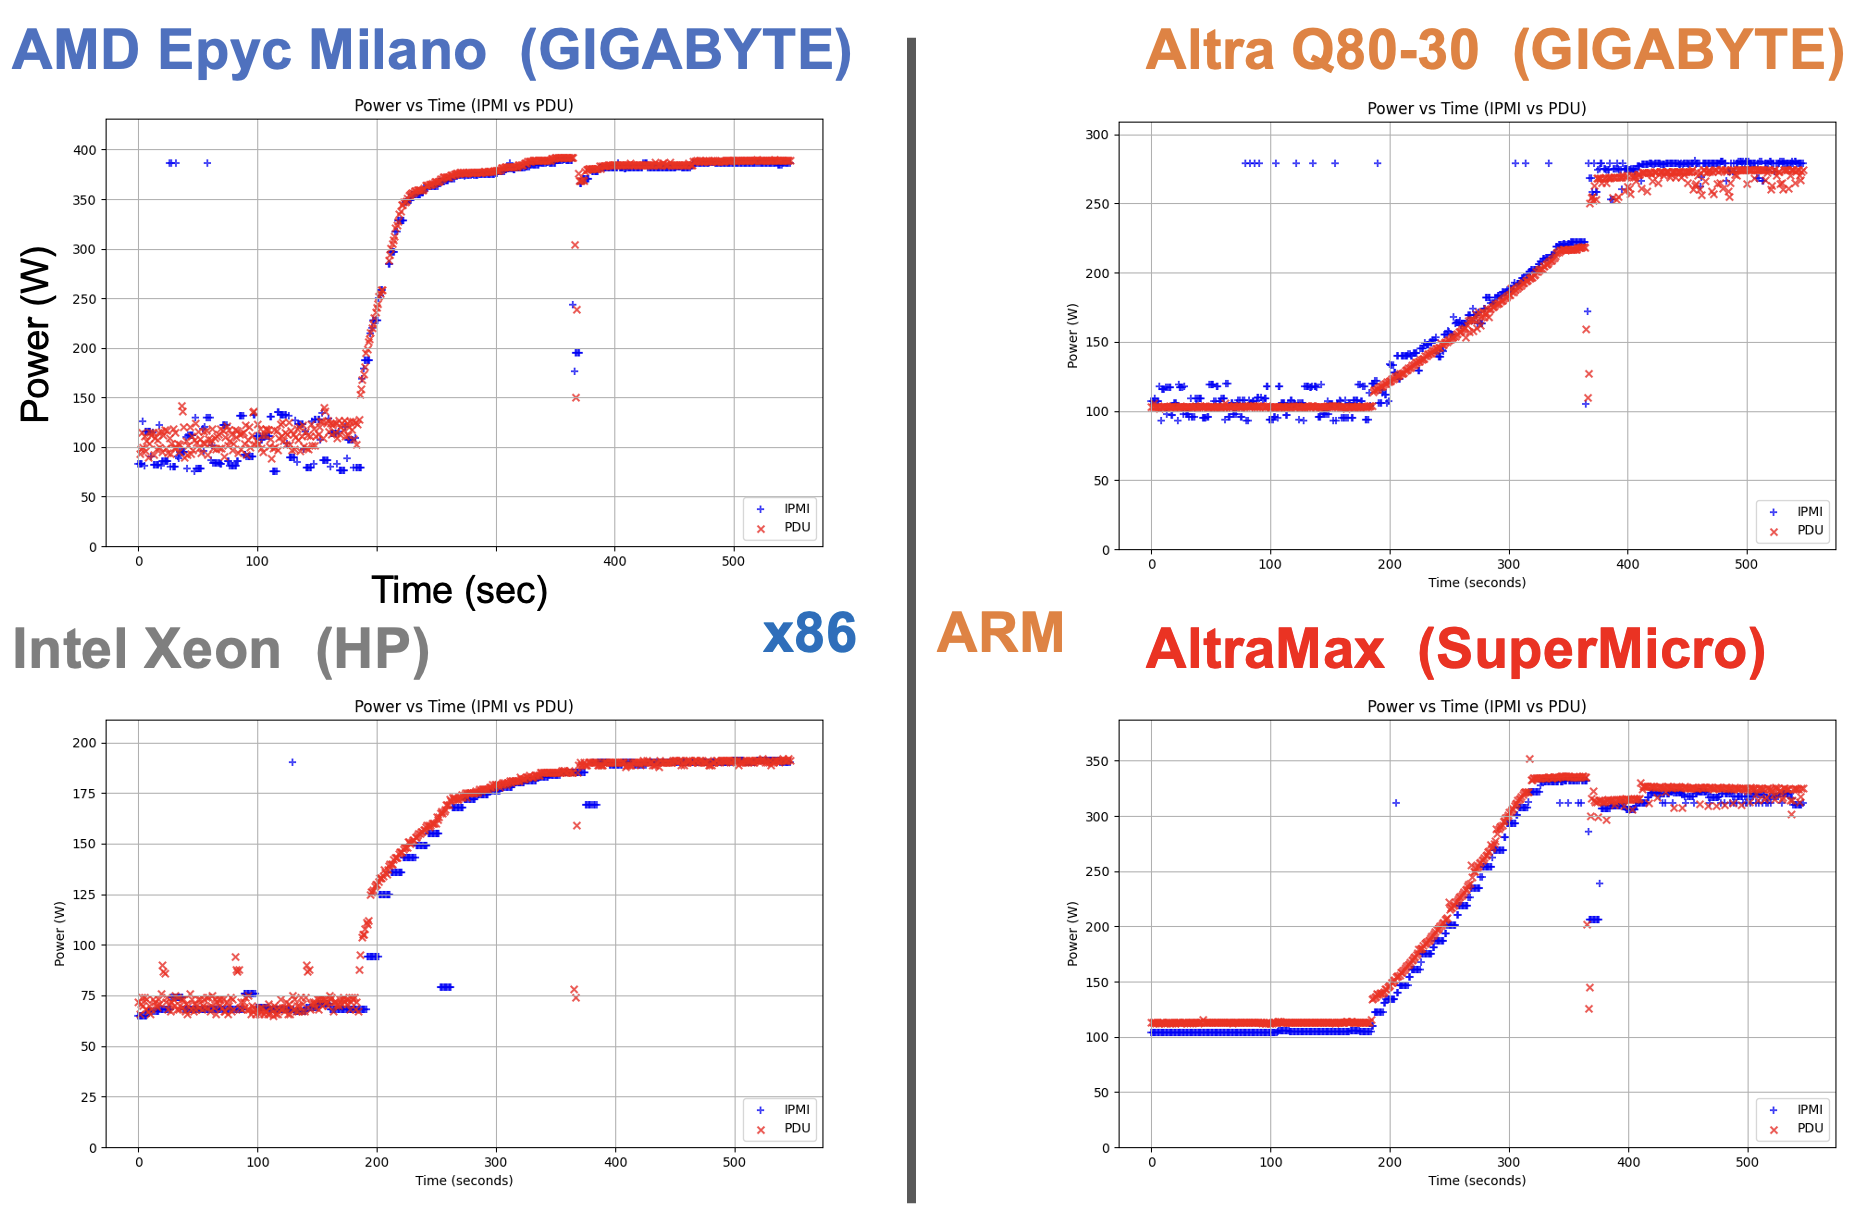 AMD Epyc Milano (GIGABYTE)
Power vs Time (IPMI vs PDU)
Power (W)
400
350
300
250
200
150
100
50
0
IPMI
PDU
0 100 400 500
Time (sec)
Altra Q80-30 (GIGABYTE)
Power vs Time (IPMI vs PDU)
Power (W)
300
250
200
150
100
50
0
IPMI
PDU
0 100 200 300 400 500
Time (seconds)
x86
ARM
Intel Xeon (HP)
Power vs Time (IPMI vs PDU)
Power (W)
200
175
150
125
100
75
50
25
0
IPMI
PDU
0 100 200 300 400 500
Time (seconds)
AltraMax (SuperMicro)
Power vs Time (IPMI vs PDU)
Power (W)
350
300
250
200
150
100
50
0
IPMI
PDU
0 100 200 300 400 500
Time (seconds)